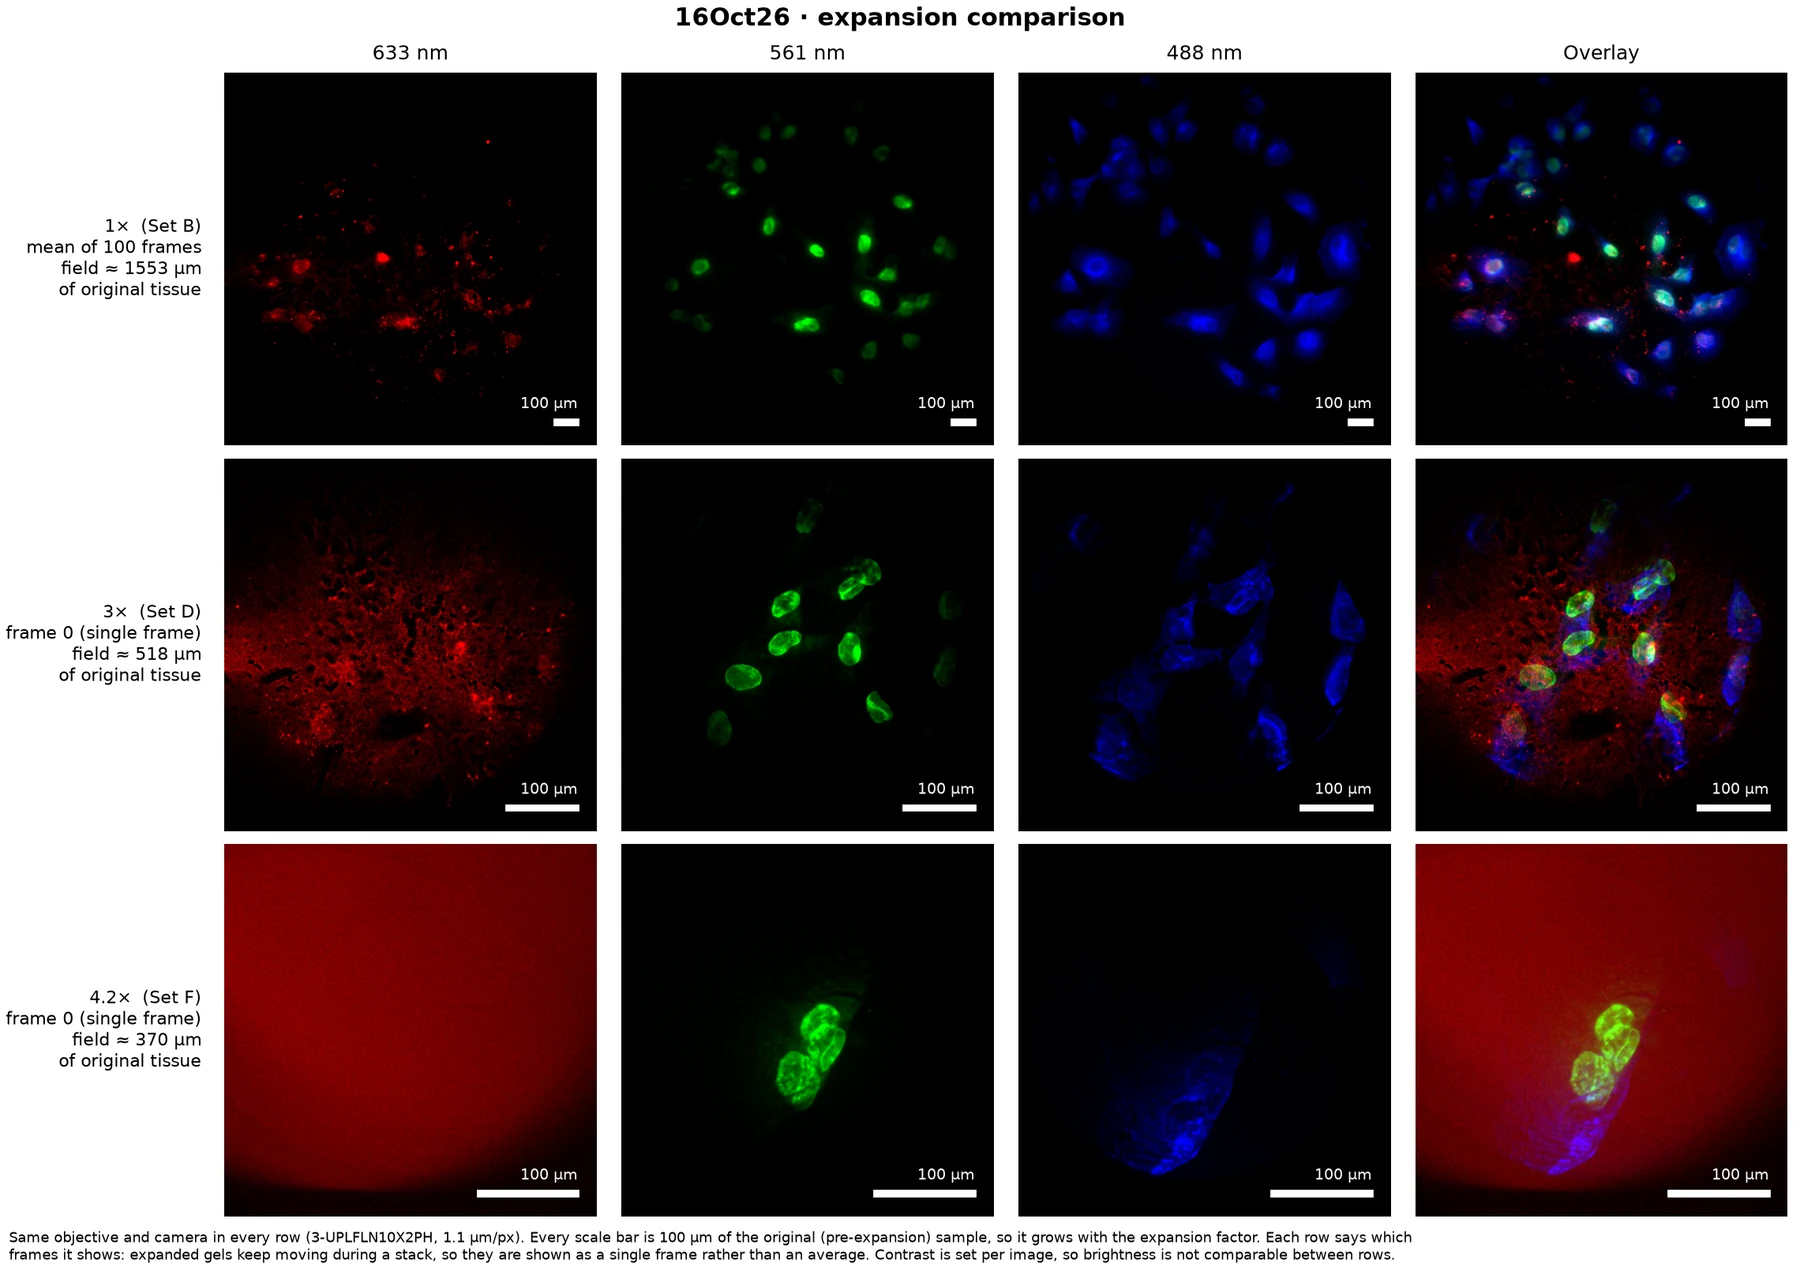 16Oct26 · expansion comparison
633 nm
561 nm
488 nm
Overlay
1× (Set B)
mean of 100 frames
field ≈ 1553 µm
of original tissue
100 µm
100 µm
100 µm
100 µm
3× (Set D)
frame 0 (single frame)
field ≈ 518 µm
of original tissue
100 µm
100 µm
100 µm
100 µm
4.2× (Set F)
frame 0 (single frame)
field ≈ 370 µm
of original tissue
100 µm
100 µm
100 µm
100 µm
Same objective and camera in every row (3-UPLFLN10X2PH, 1.1 µm/px). Every scale bar is 100 µm of the original (pre-expansion) sample, so it grows with the expansion factor. Each row says which
frames it shows: expanded gels keep moving during a stack, so they are shown as a single frame rather than an average. Contrast is set per image, so brightness is not comparable between rows.